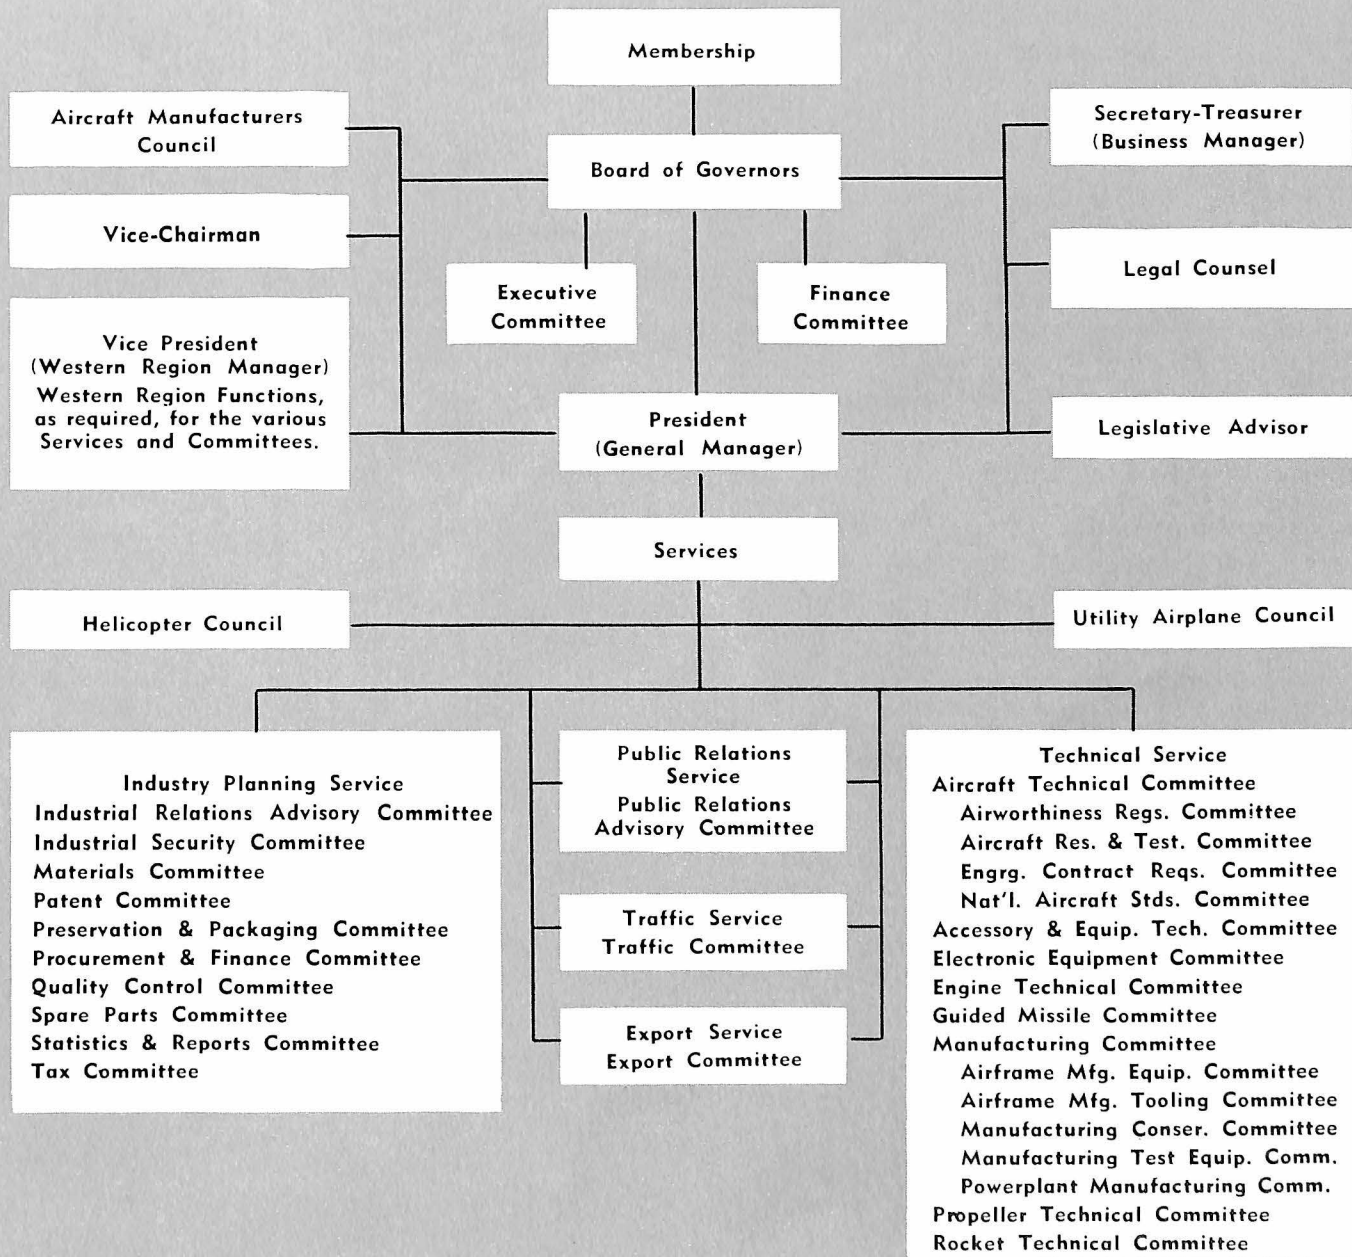 Membership
Aircraft Manufacturers
Council
Secretary-Treasurer
(Business Manager)
Board of Governors
Vice-Chairman
Legal Counsel
Executive
Committee
Finance
Committee
Vice President
(Western Region Manager)
Western Region Functions,
as required, for the various
Services and Committees.
President
(General Manager)
Legislative Advisor
Services
Helicopter Council
Utility Airplane Council
Industry Planning Service
Industrial Relations Advisory Committee
Industrial Security Committee
Materials Committee
Patent Committee
Preservation & Packaging Committee
Procurement & Finance Committee
Quality Control Committee
Spare Parts Committee
Statistics & Reports Committee
Tax Committee
Public Relations
Service
Public Relations
Advisory Committee
Traffic Service
Traffic Committee
Export Service
Export Committee
Technical Service
Aircraft Technical Committee
Airworthiness Regs. Committee
Aircraft Res. & Test. Committee
Engrg. Contract Reqs. Committee
Nat'l. Aircraft Stds. Committee
Accessory & Equip. Tech. Committee
Electronic Equipment Committee
Engine Technical Committee
Guided Missile Committee
Manufacturing Committee
Airframe Mfg. Equip. Committee
Airframe Mfg. Tooling Committee
Manufacturing Conser. Committee
Manufacturing Test Equip. Comm.
Powerplant Manufacturing Comm.
Propeller Technical Committee
Rocket Technical Committee